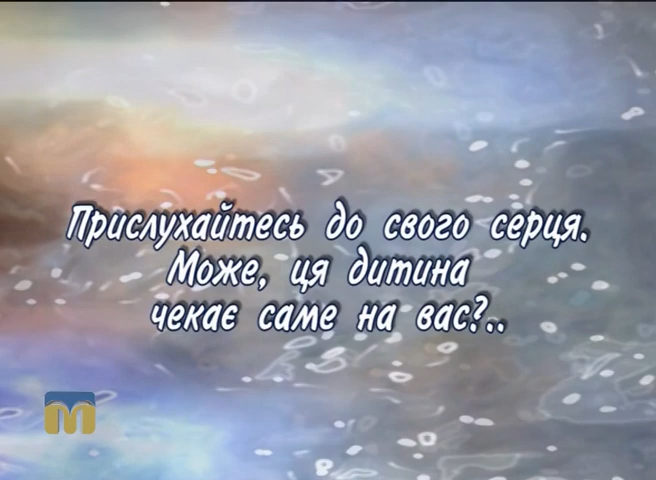 Прислухайтесь до свого серця.
Може, ця дитина
чекає саме на вас?..
m